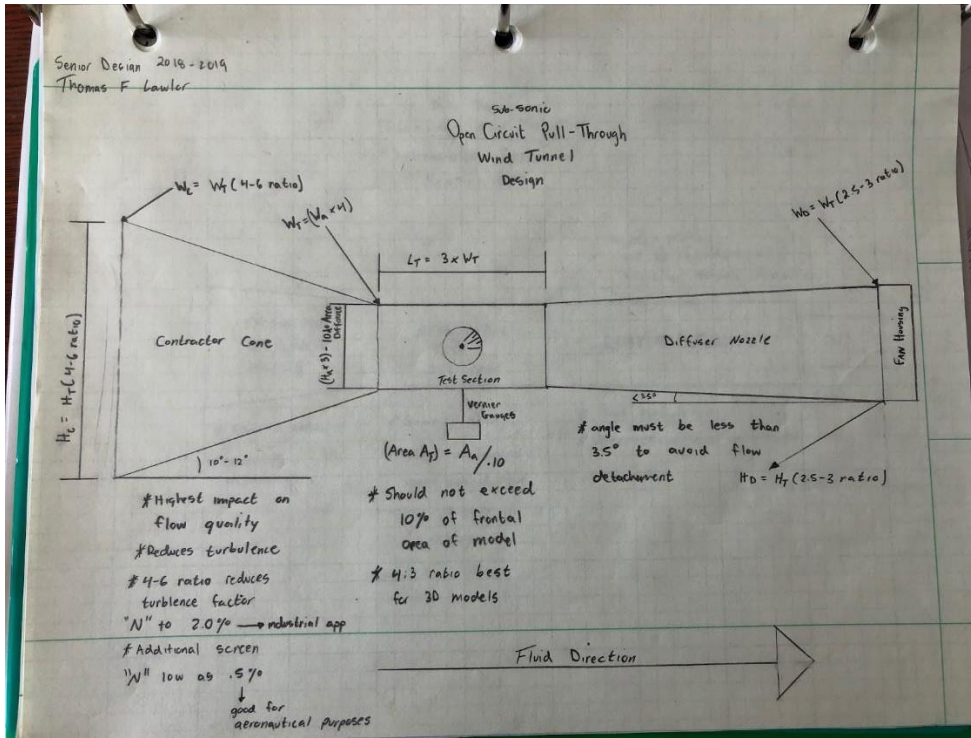 Senior Design 2018-2019
Thomas F Lawler
Sub-sonic
Open Circuit Pull-Through
Wind Tunnel
Design
Wc = WT (4-6 ratio)
WT = (Wa x 4)
LT = 3 x WT
WD = WT (2.5-3 ratio)
Hc = HT (4-6 ratio)
Contractor Cone
(Ha x 3) - 10% Area
Diffrence
Test Section
Diffuser Nozzle
FAN Housing
10°-12°
Vernier
Gauges
≤ 3.5°
(Area AT) = Aa/.10
* angle must be less than
3.5° to avoid flow
detachment
HD = HT (2.5-3 ratio)
* Highest impact on
flow quality
* Reduces turbulence
* 4-6 ratio reduces
turblence factor
"N" to 2.0% → industrial app
* Additional screen
"N" low as .5%
↓
good for
aeronautical purposes
* Should not exceed
10% of frontal
area of model
* 4:3 ratio best
for 3D models
Fluid Direction